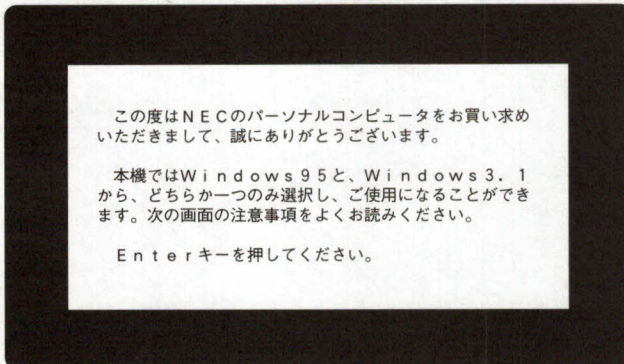 この度はＮＥＣのパーソナルコンピュータをお買い求め
いただきまして、誠にありがとうございます。
本機ではＷｉｎｄｏｗｓ９５と、Ｗｉｎｄｏｗｓ３．１
から、どちらか一つのみ選択し、ご使用になることができ
ます。次の画面の注意事項をよくお読みください。
Ｅｎｔｅｒキーを押してください。